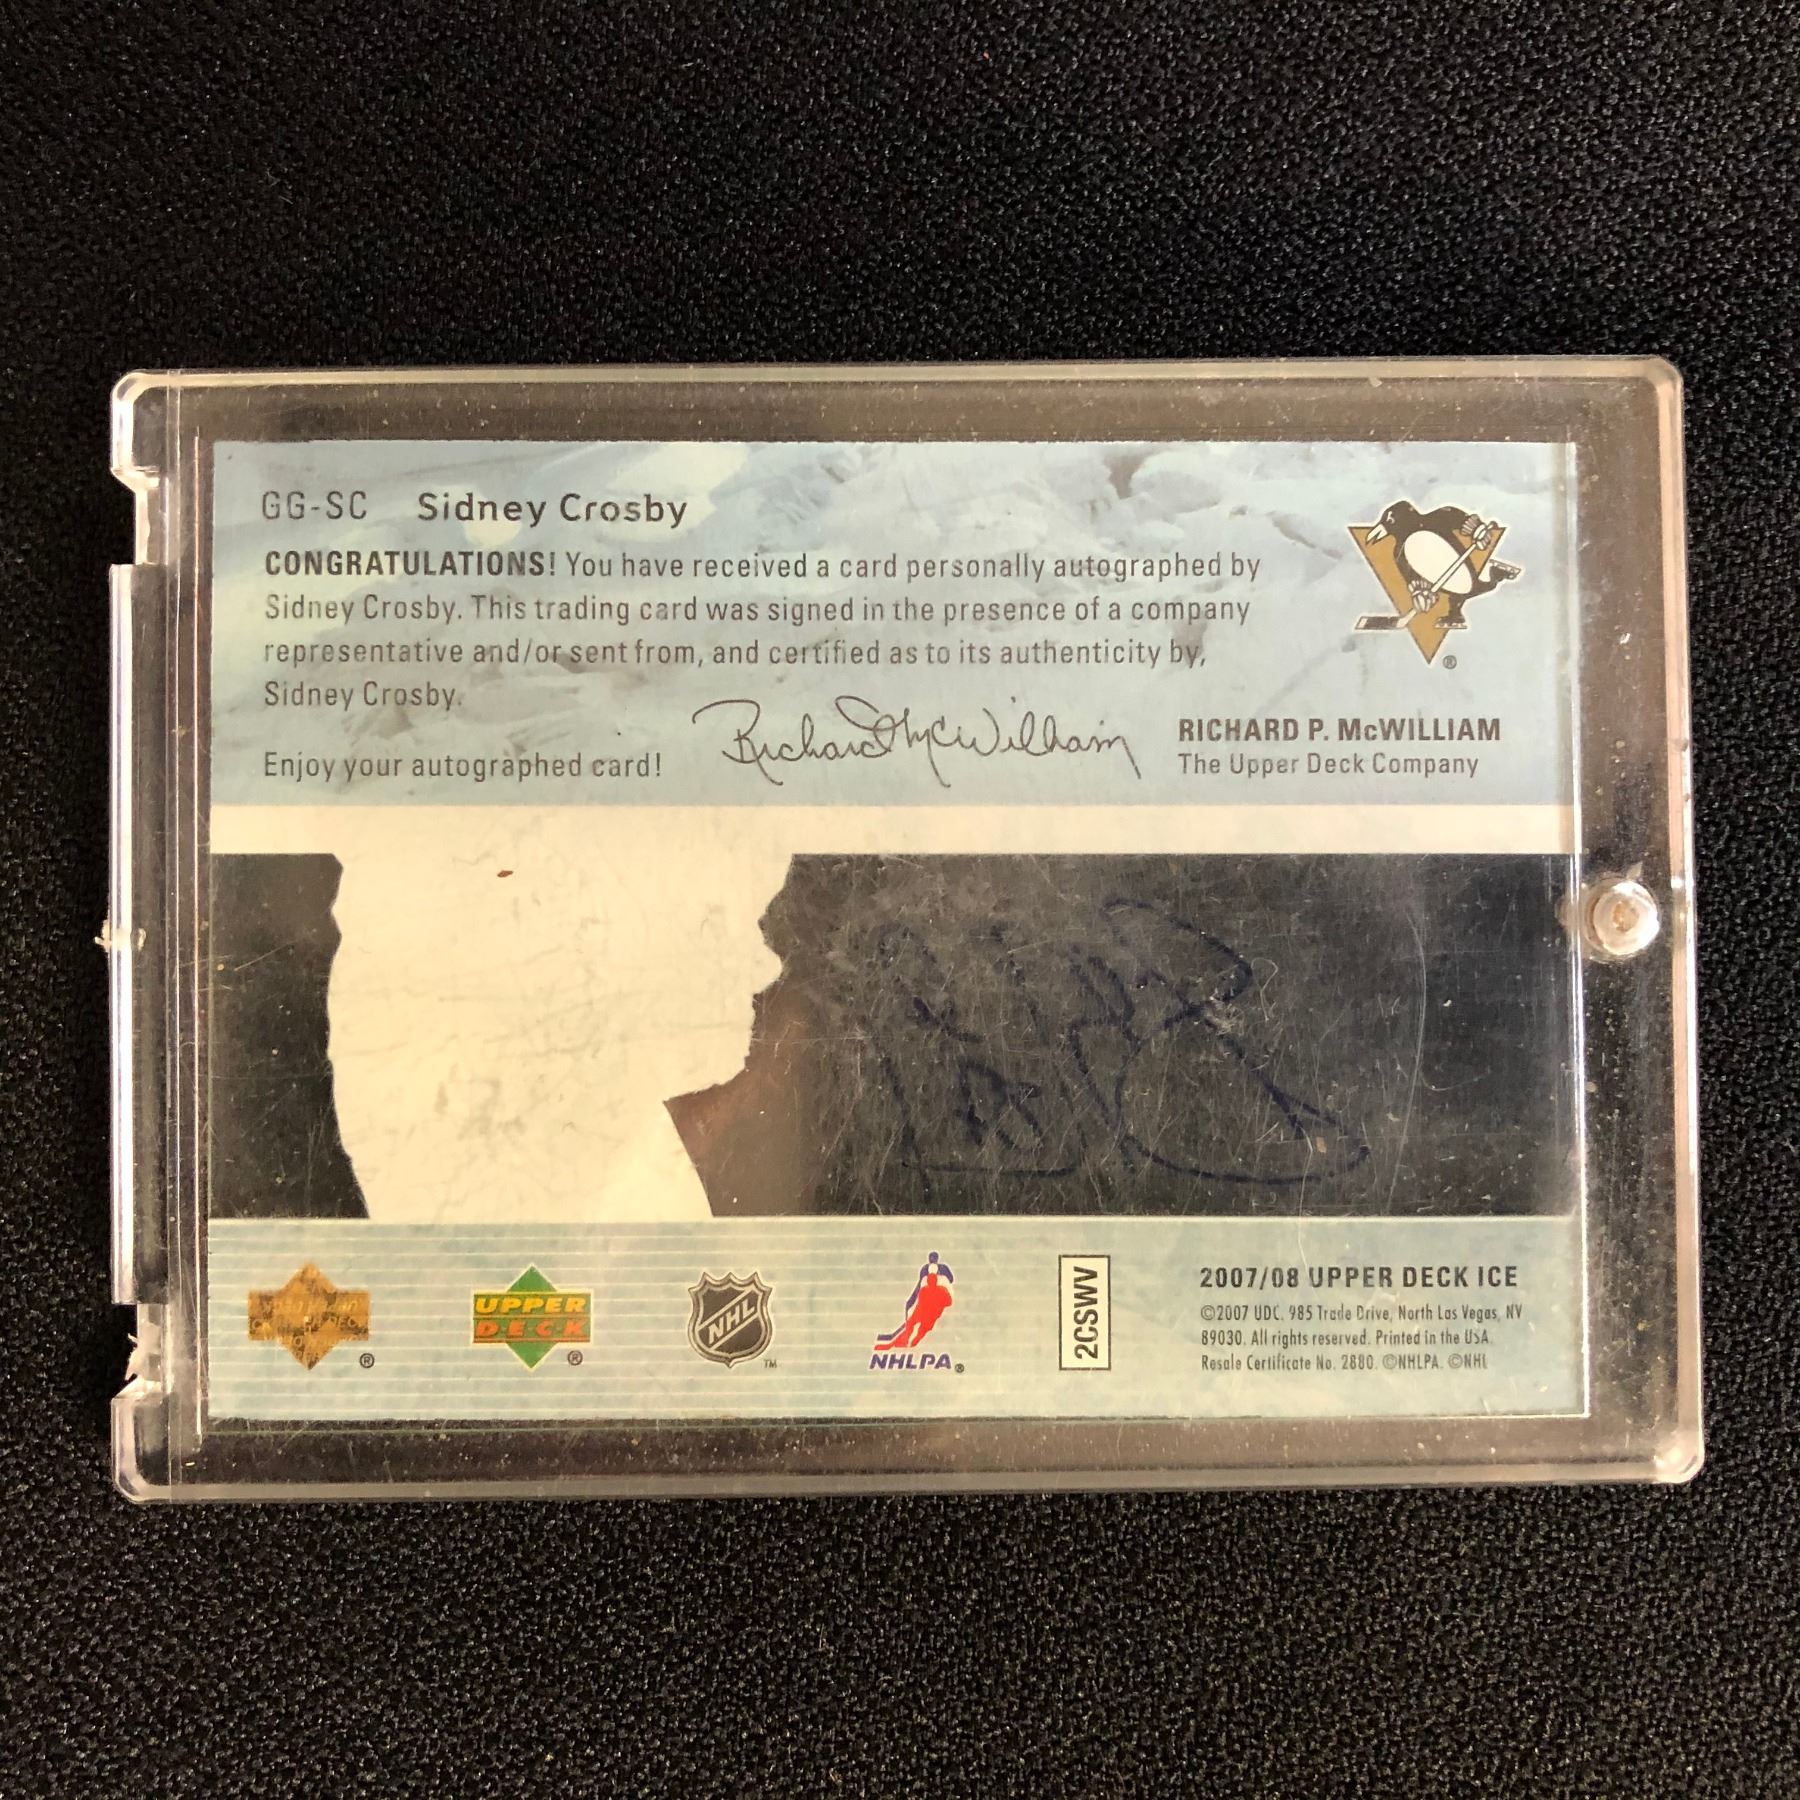 GG-SC Sidney Crosby
CONGRATULATIONS! You have received a card personally autographed by
Sidney Crosby. This trading card was signed in the presence of a company
representative and/or sent from, and certified as to its authenticity by,
Sidney Crosby.
Enjoy your autographed card!
Richard McWilliam
RICHARD P. McWILLIAM
The Upper Deck Company
®
UPPER
DECK
®
®
NHL
TM
NHLPA®
2CSWV
2007/08 UPPER DECK ICE
©2007 UDC. 985 Trade Drive, North Las Vegas, NV
89030. All rights reserved. Printed in the USA.
Resale Certificate No. 2880. ©NHLPA. ©NHL